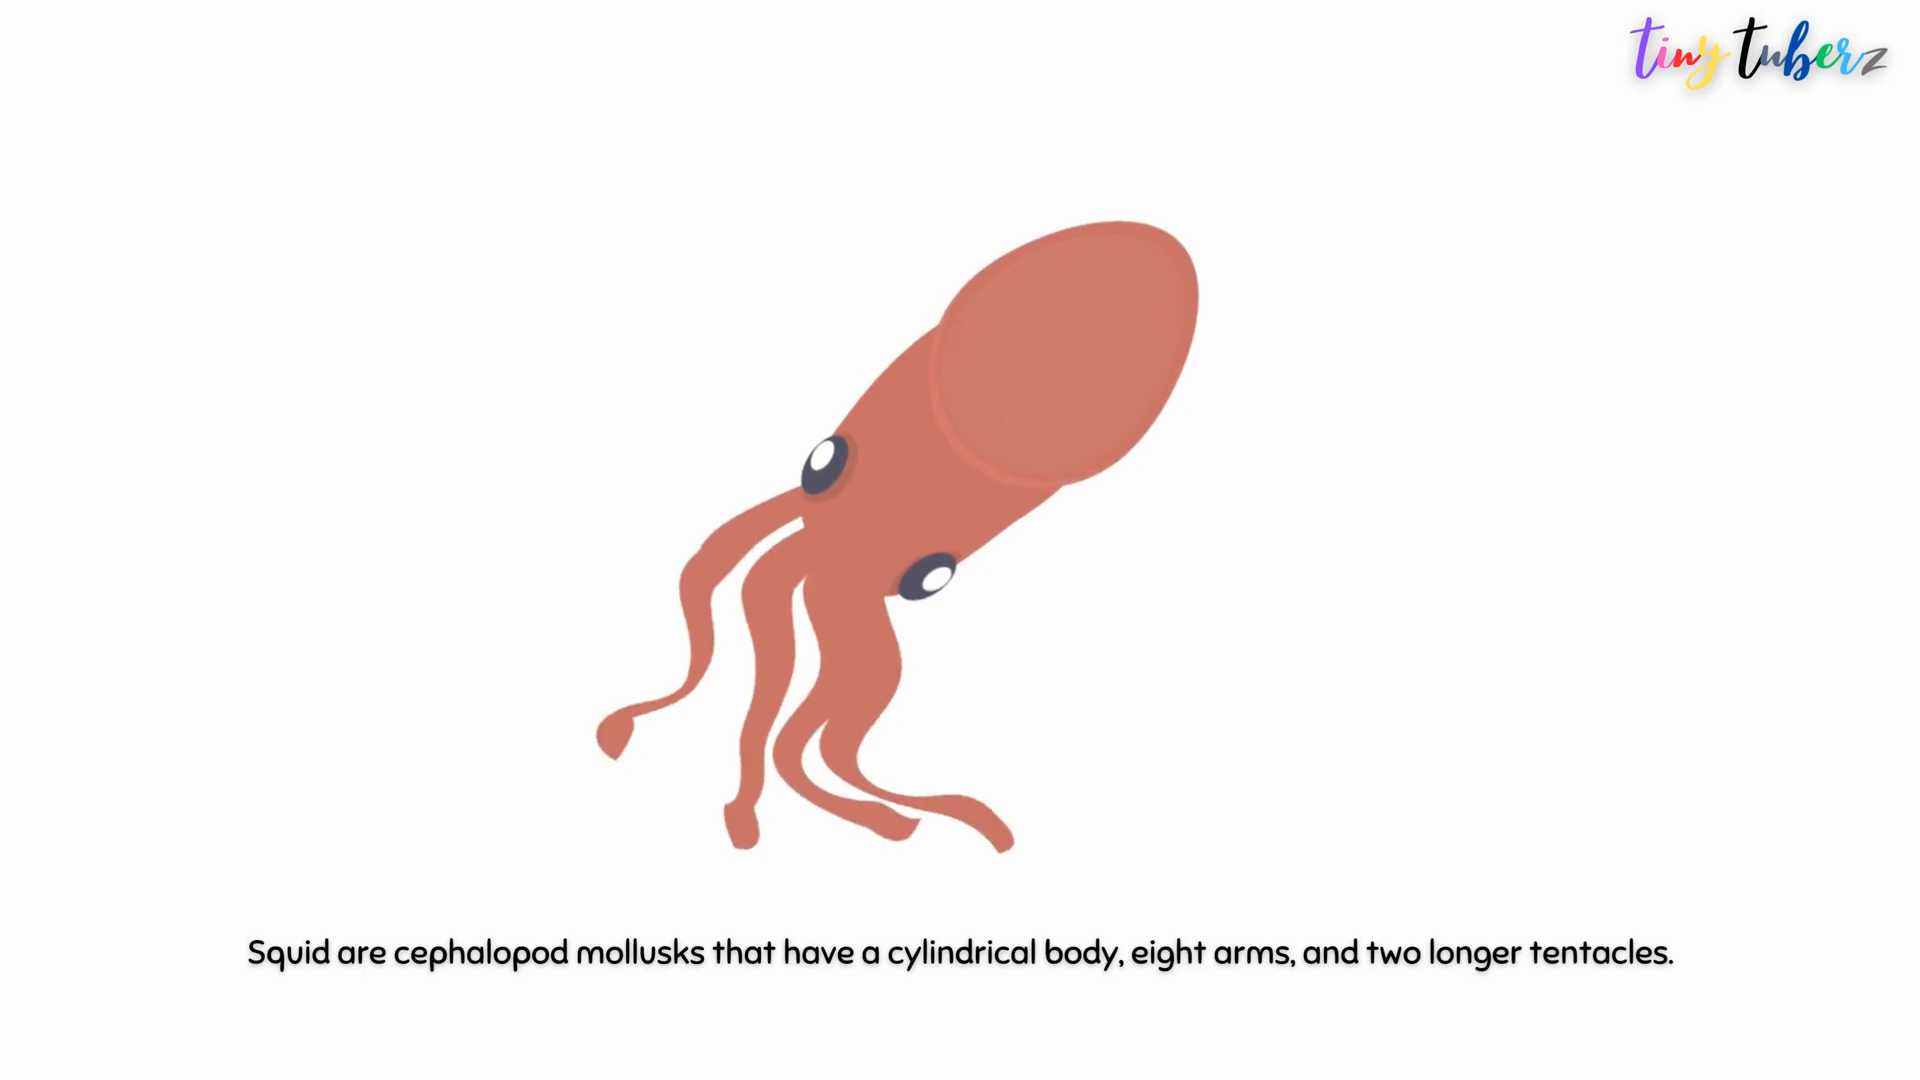 tiny tuberz
Squid are cephalopod mollusks that have a cylindrical body, eight arms, and two longer tentacles.